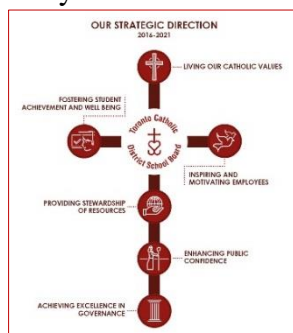 OUR STRATEGIC DIRECTION
2016-2021
LIVING OUR CATHOLIC VALUES
FOSTERING STUDENT
ACHIEVEMENT AND WELL BEING
Toronto Catholic
District School Board
INSPIRING AND
MOTIVATING EMPLOYEES
PROVIDING STEWARDSHIP
OF RESOURCES
ENHANCING PUBLIC
CONFIDENCE
ACHIEVING EXCELLENCE IN
GOVERNANCE